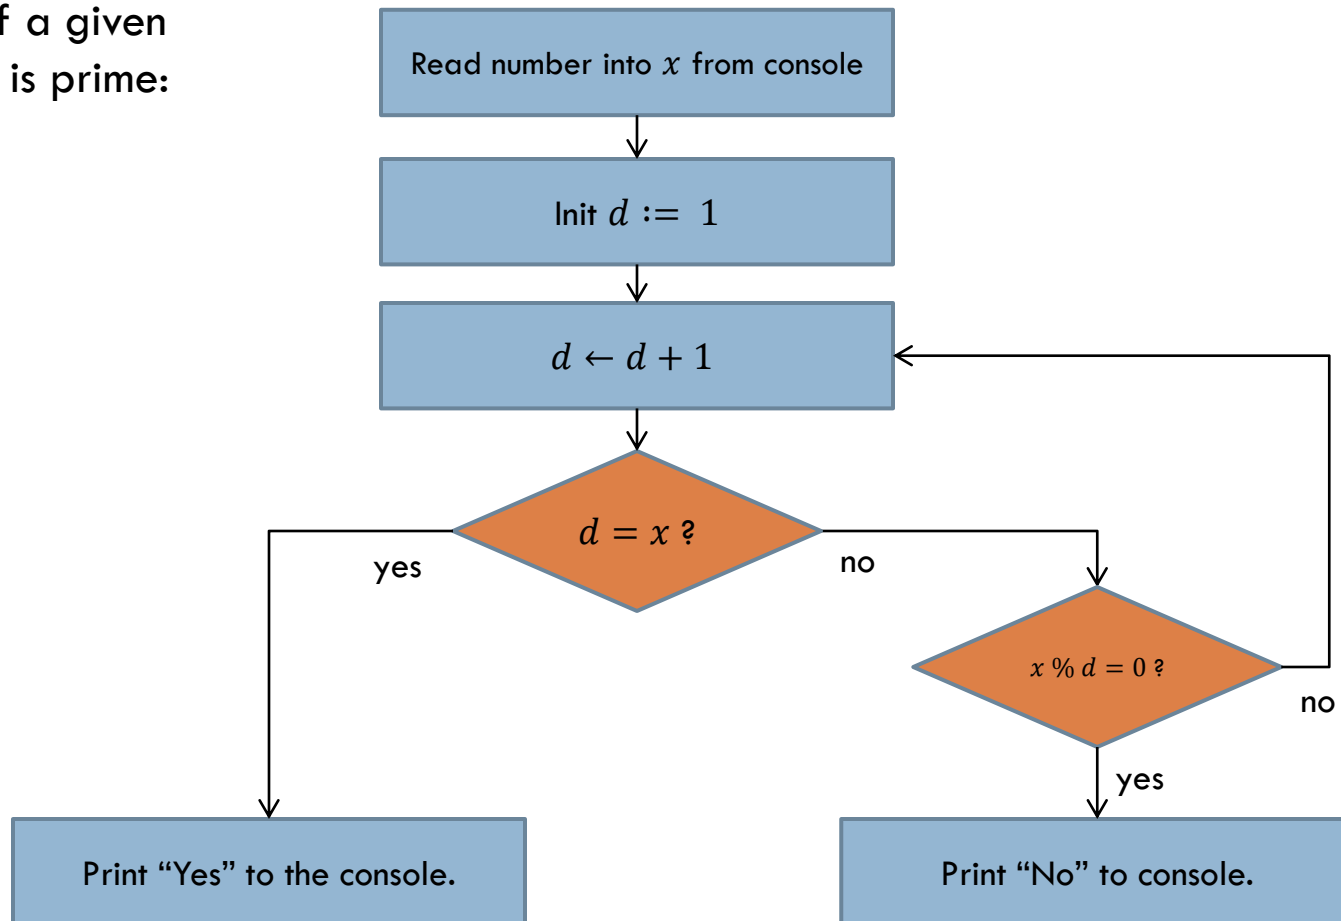 f a given
is prime:
Read number into x from console
Init d := 1
d ← d + 1
d = x ?
yes
no
x % d = 0 ?
no
yes
Print “Yes” to the console.
Print “No” to console.